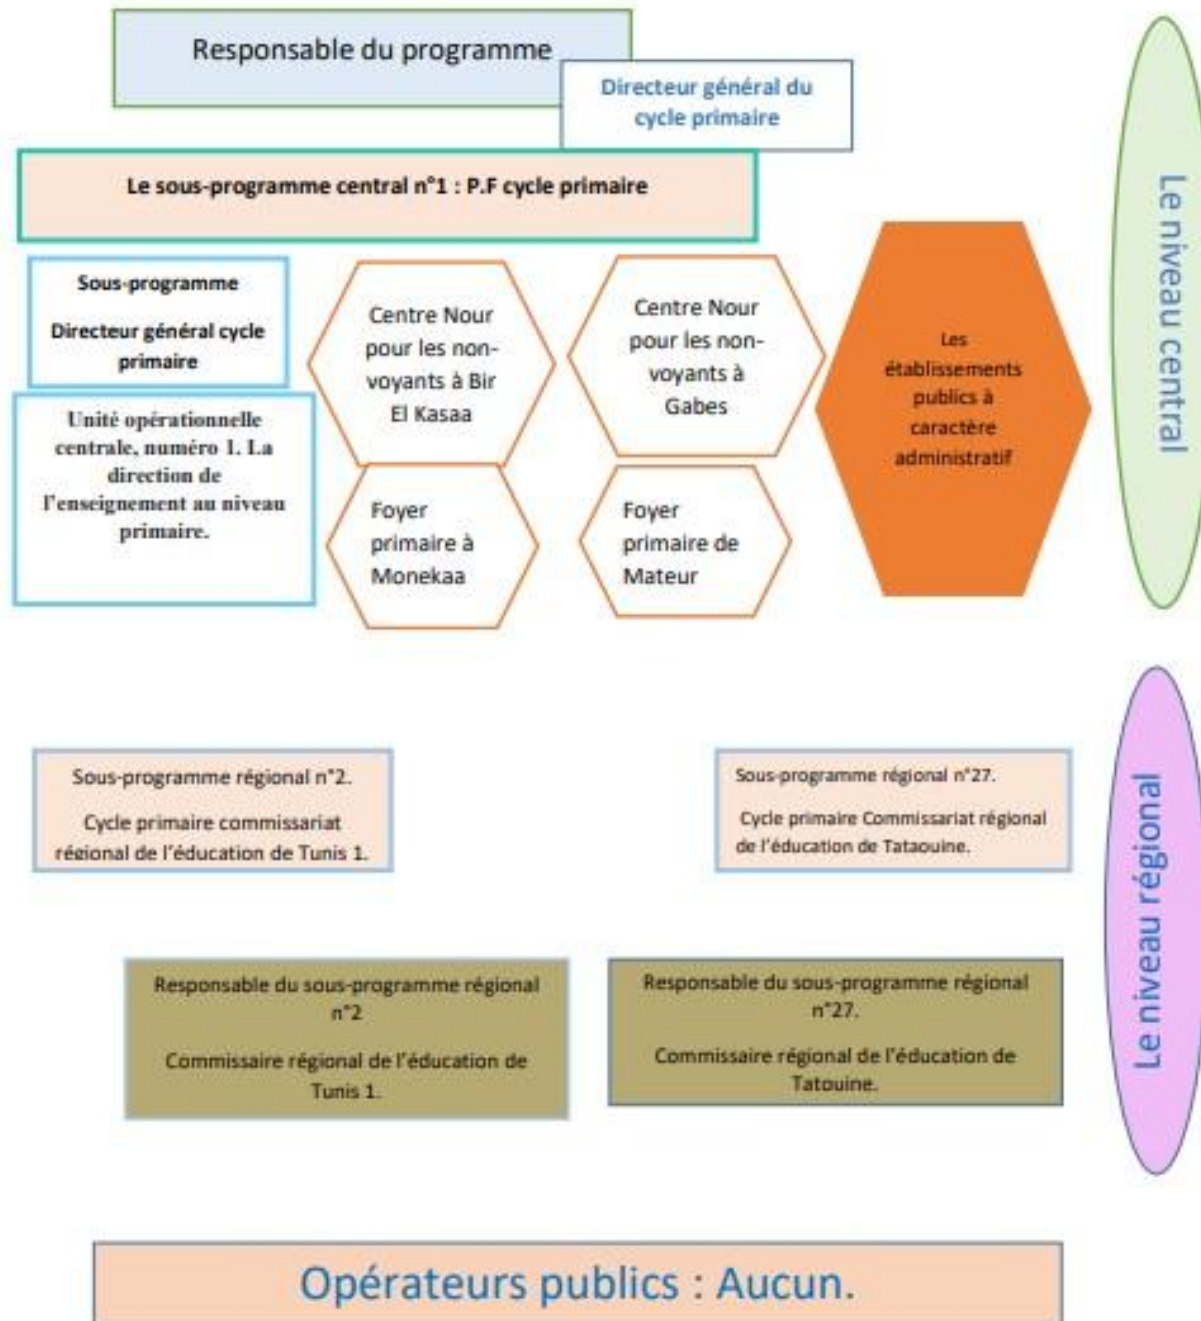 Responsable du programme
Directeur général du
cycle primaire
Le sous-programme central n°1 : P.F cycle primaire
Sous-programme
Directeur général cycle
primaire
Unité opérationnelle
centrale, numéro 1. La
direction de
l'enseignement au niveau
primaire.
Centre Nour
pour les non-
voyants à Bir
El Kasaa
Centre Nour
pour les non-
voyants à
Gabes
Foyer
primaire à
Monekaa
Foyer
primaire de
Mateur
Les
établissements
publics à
caractère
administratif
Le niveau central
Sous-programme régional n°2.
Cycle primaire commissariat
régional de l'éducation de Tunis 1.
Sous-programme régional n°27.
Cycle primaire Commissariat régional
de l'éducation de Tataouine.
Responsable du sous-programme régional
n°2
Commissaire régional de l'éducation de
Tunis 1.
Responsable du sous-programme régional
n°27.
Commissaire régional de l'éducation de
Tatouine.
Le niveau régional
Opérateurs publics : Aucun.